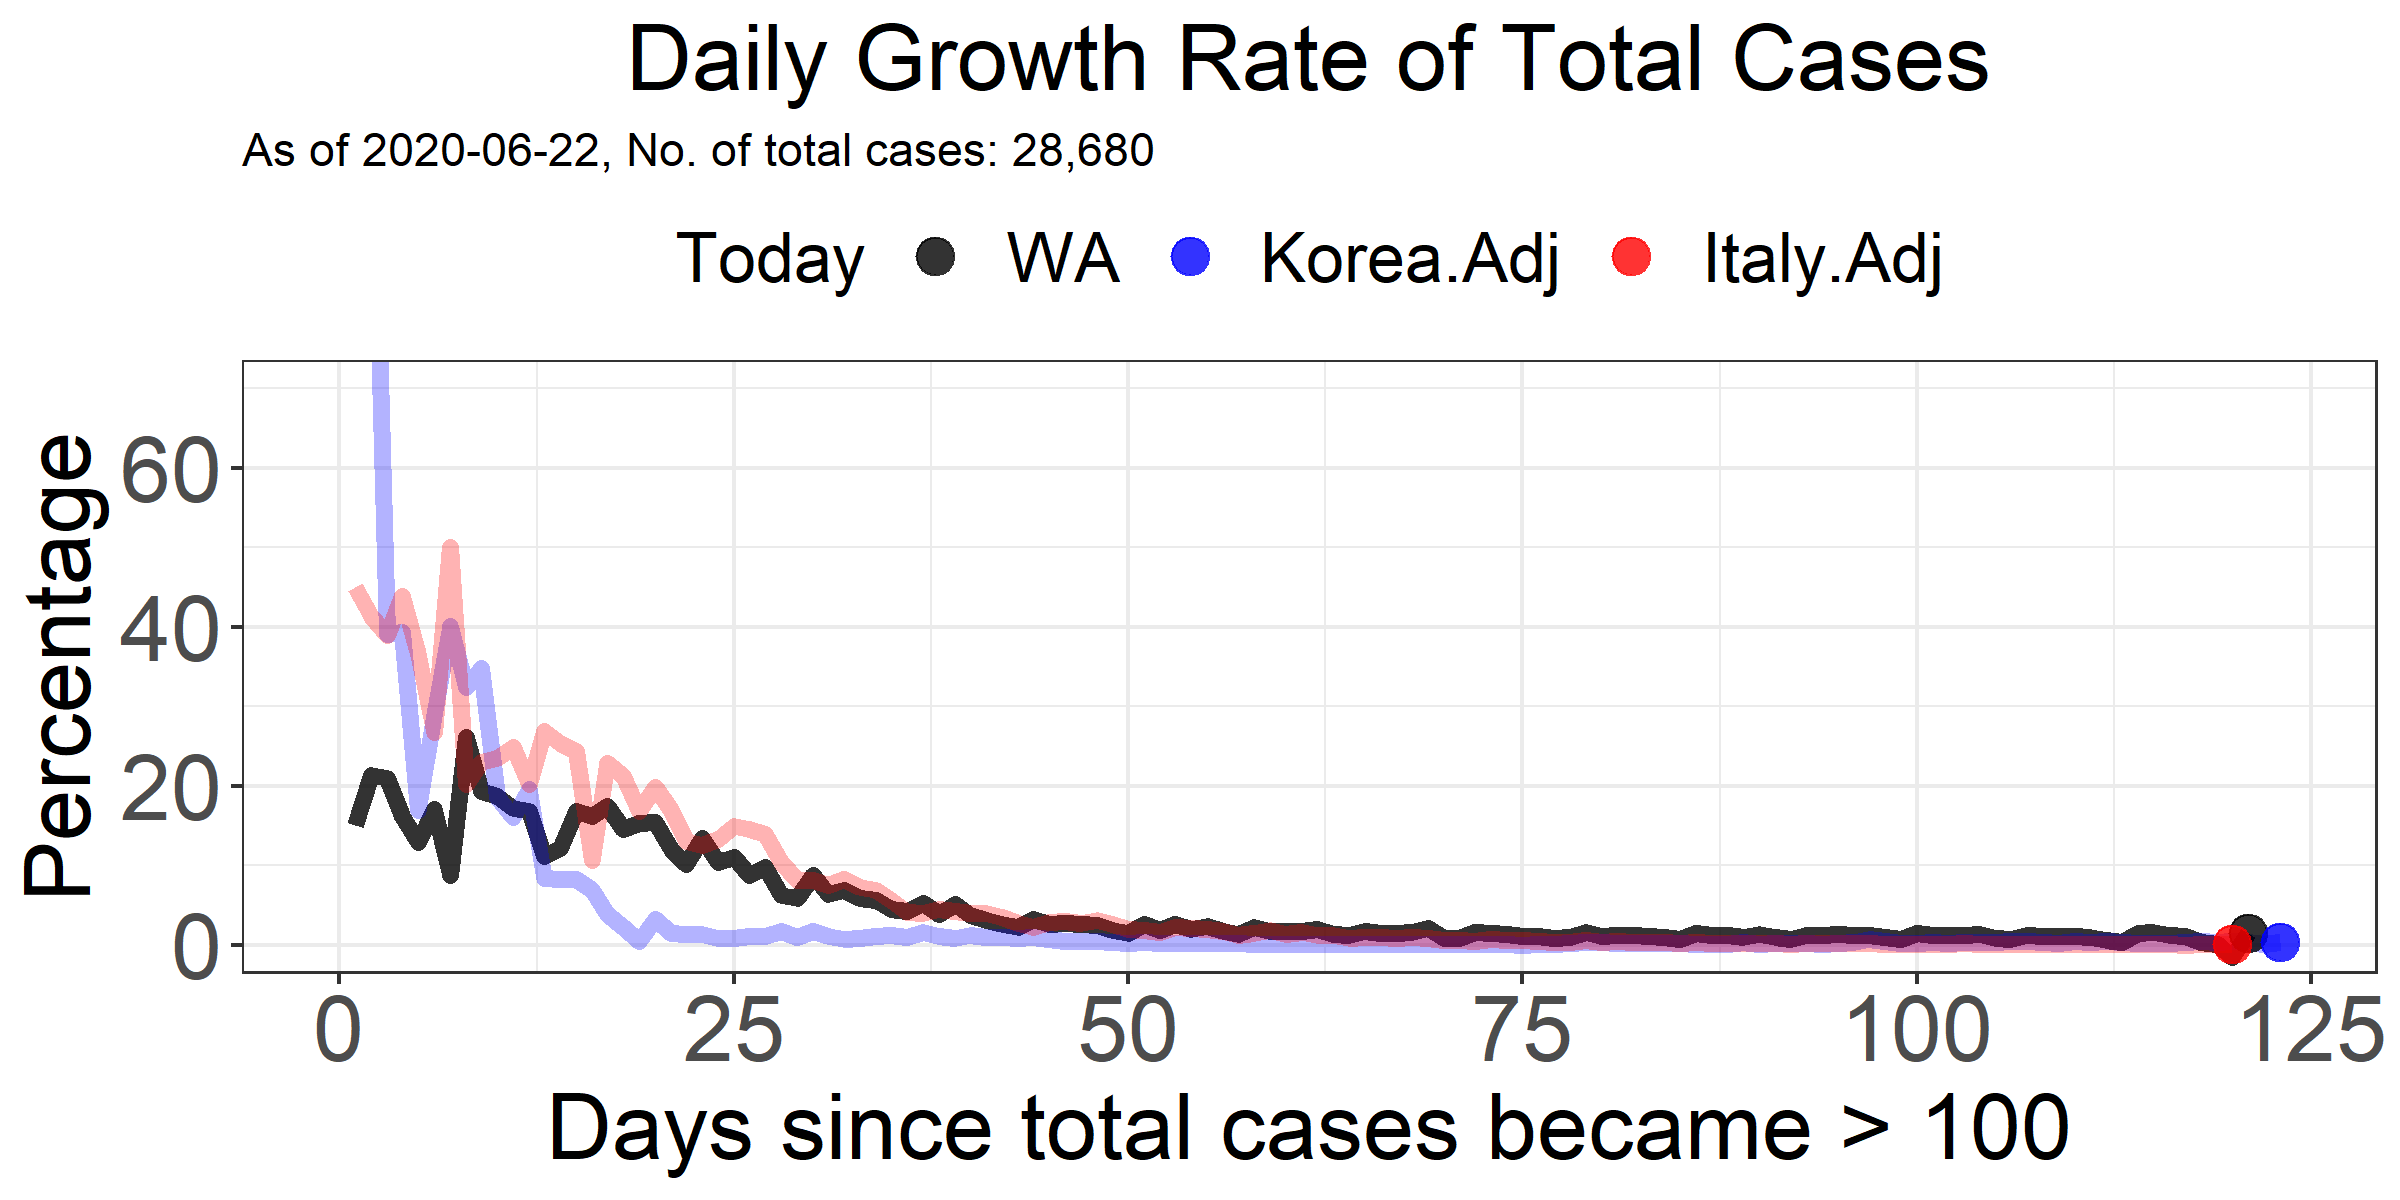 Daily Growth Rate of Total Cases
As of 2020-06-22, No. of total cases: 28,680
Today WA Korea.Adj Italy.Adj
Percentage
60
40
20
0
0 25 50 75 100 125
Days since total cases became > 100